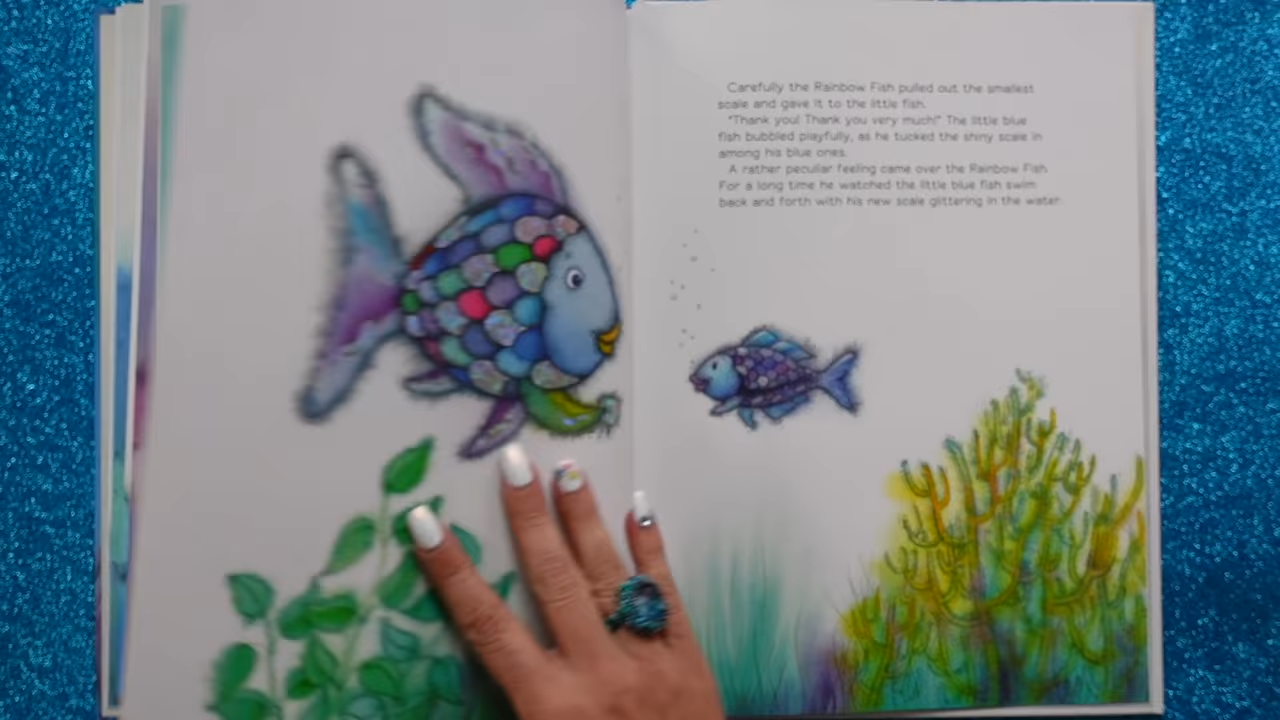 Carefully the Rainbow Fish pulled out the smallest
scale and gave it to the little fish.
"Thank you! Thank you very much!" The little blue
fish bubbled playfully, as he tucked the shiny scale in
among his blue ones.
A rather peculiar feeling came over the Rainbow Fish.
For a long time he watched the little blue fish swim
back and forth with his new scale glittering in the water.